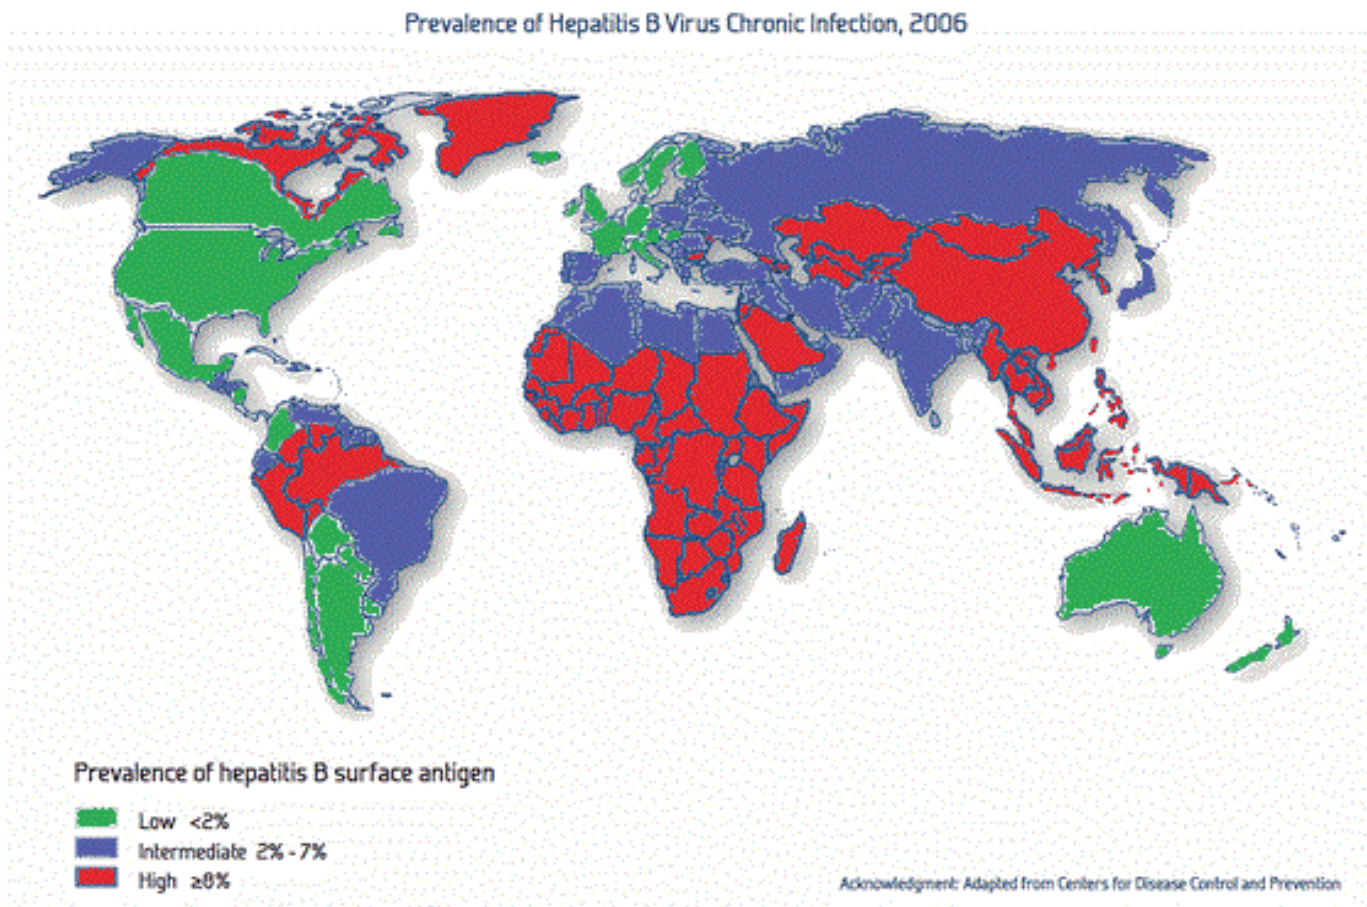 Prevalence of Hepatitis B Virus Chronic Infection, 2006
Prevalence of hepatitis B surface antigen
Low <2%
Intermediate 2% - 7%
High ≥8%
Acknowledgment: Adapted from Centers for Disease Control and Prevention